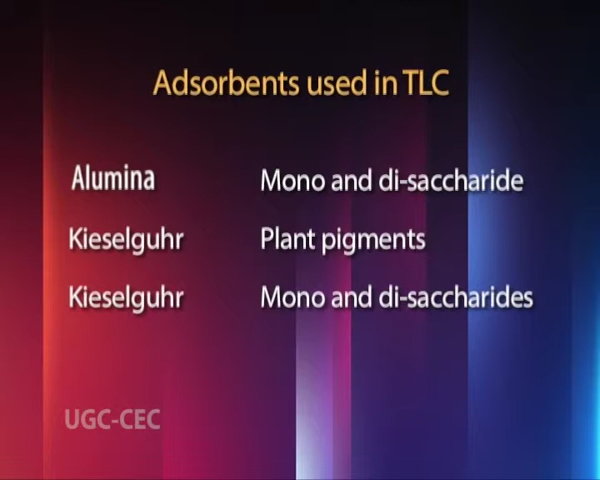 Adsorbents used in TLC
Alumina Mono and di-saccharide
Kieselguhr Plant pigments
Kieselguhr Mono and di-saccharides
UGC-CEC